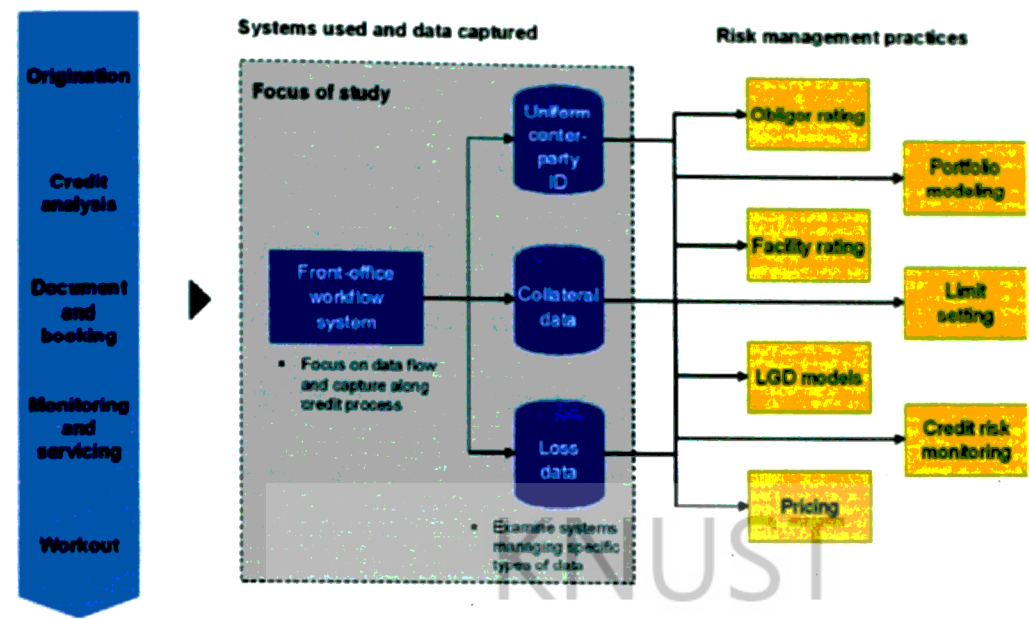 Systems used and data captured
Risk management practices
Origination
Credit
analysis
Document
and
booking
Monitoring
and
servicing
Workout
Focus of study
Front-office
workflow
system
Focus on data flow
and capture along
credit process
Uniform
conter-
party
ID
Collateral
data
Loss
data
Examine systems
managing specific
types of data
Obligor rating
Portfolio
modeling
Facility rating
Limit
setting
LGD models
Credit risk
monitoring
Pricing
KNUST